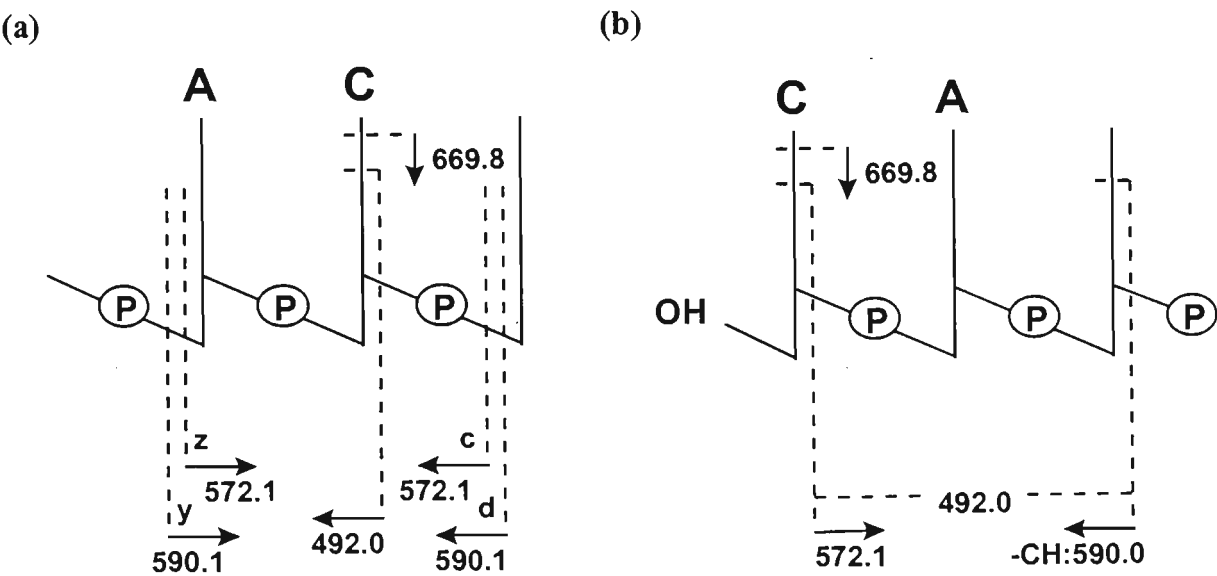 (a)
A C
669.8
P P P
z c
572.1 572.1
y d
590.1 492.0 590.1
(b)
C A
669.8
OH P P P
492.0
572.1 -CH:590.0